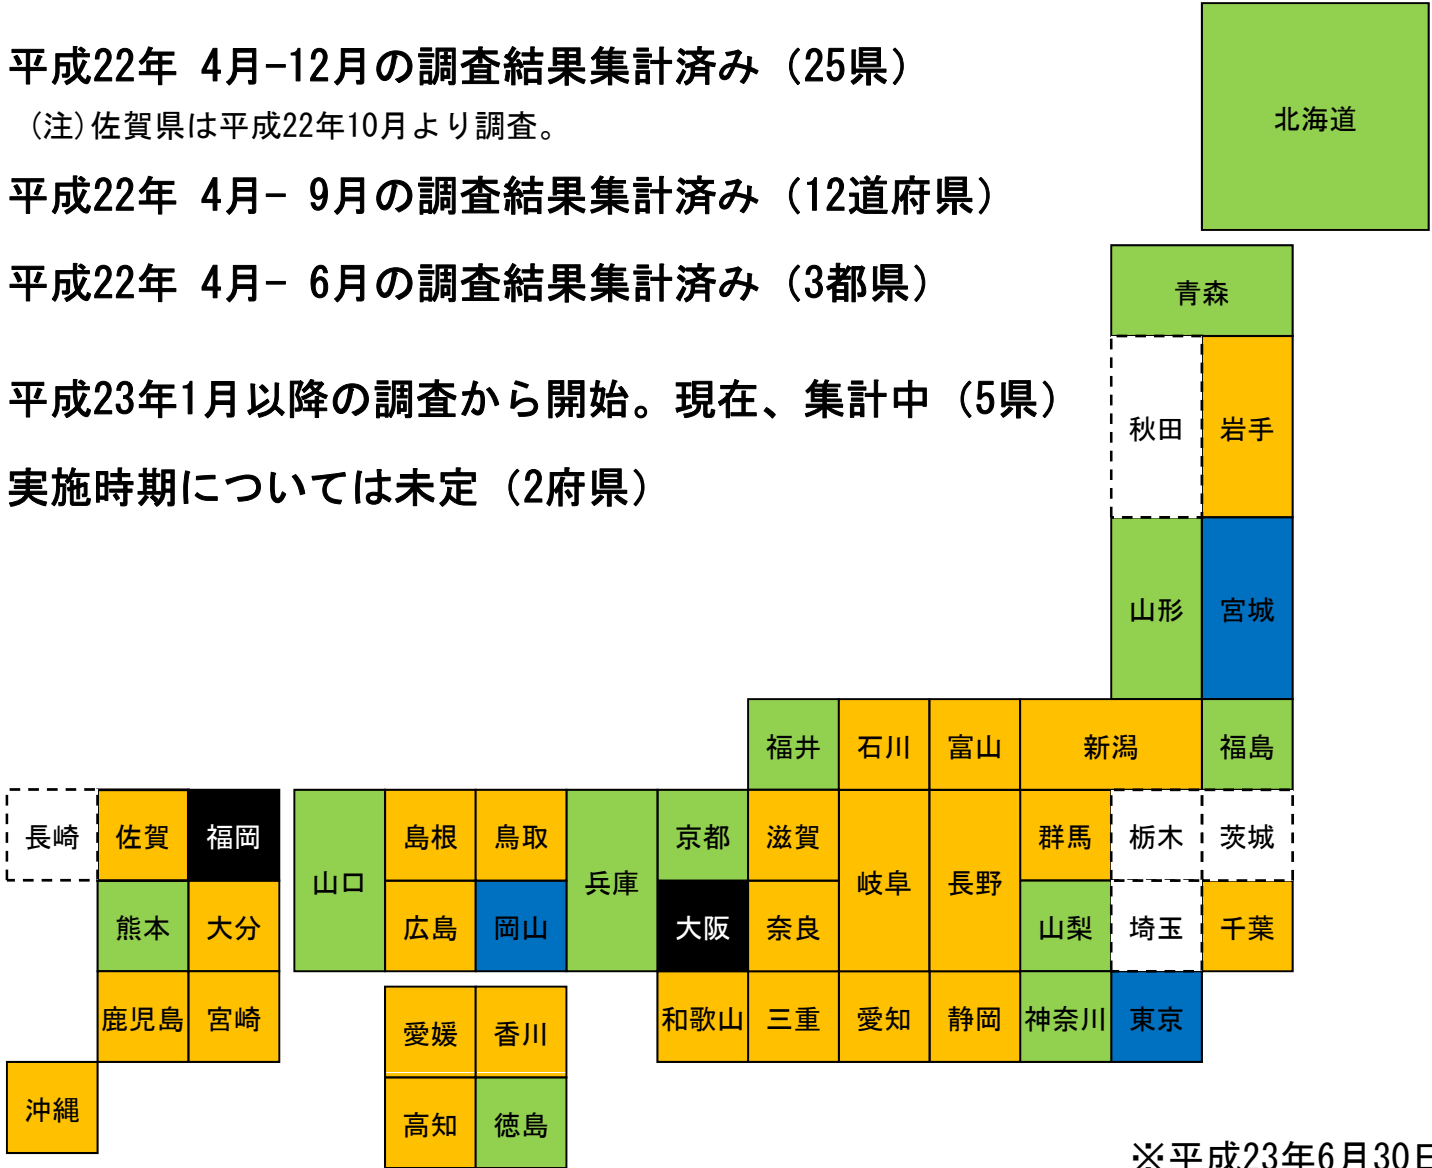 平成22年 4月-12月の調査結果集計済み（25県）
(注)佐賀県は平成22年10月より調査。
平成22年 4月- 9月の調査結果集計済み（12道府県）
平成22年 4月- 6月の調査結果集計済み（3都県）
平成23年1月以降の調査から開始。現在、集計中（5県）
実施時期については未定（2府県）
北海道
青森
秋田 岩手
山形 宮城
福井 石川 富山 新潟 福島
長崎 佐賀 福岡 島根 鳥取 京都 滋賀 群馬 栃木 茨城
山口 兵庫 岐阜 長野
熊本 大分 広島 岡山 大阪 奈良 山梨 埼玉 千葉
鹿児島 宮崎 愛媛 香川 和歌山 三重 愛知 静岡 神奈川 東京
沖縄 高知 徳島
※平成23年6月30日